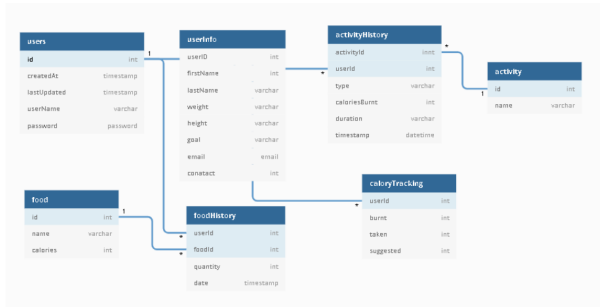 users
id int
createdAt timestamp
lastUpdated timestamp
userName varchar
password password
userInfo
userID int
firstName int
lastName varchar
weight varchar
height varchar
goal varchar
email email
conatact int
activityHistory
activityId innt
userId int
type varchar
caloriesBurnt int
duration varchar
timestamp datetime
activity
id int
name varchar
food
id int
name varchar
calories int
foodHistory
userId int
foodId int
quantity int
date timestamp
caloryTracking
userId int
burnt int
taken int
suggested int
1
*
*
1
*
1
*
*